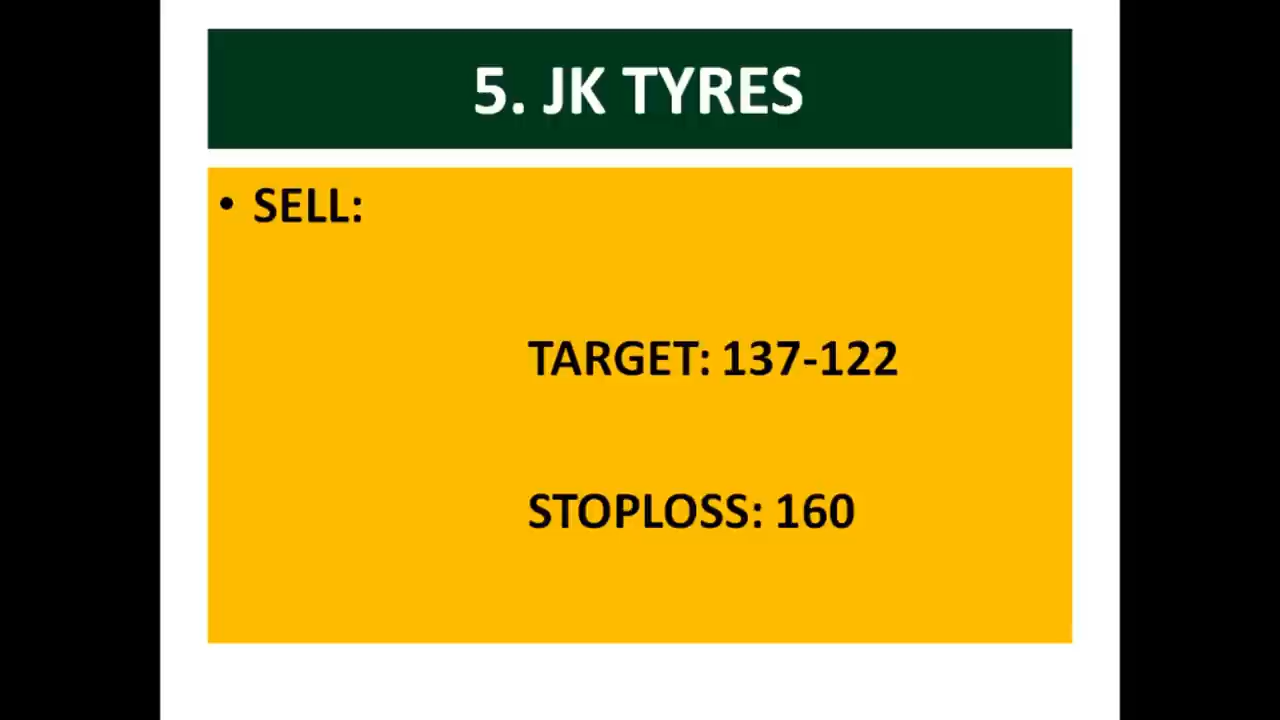 5. JK TYRES
• SELL:
TARGET: 137-122
STOPLOSS: 160